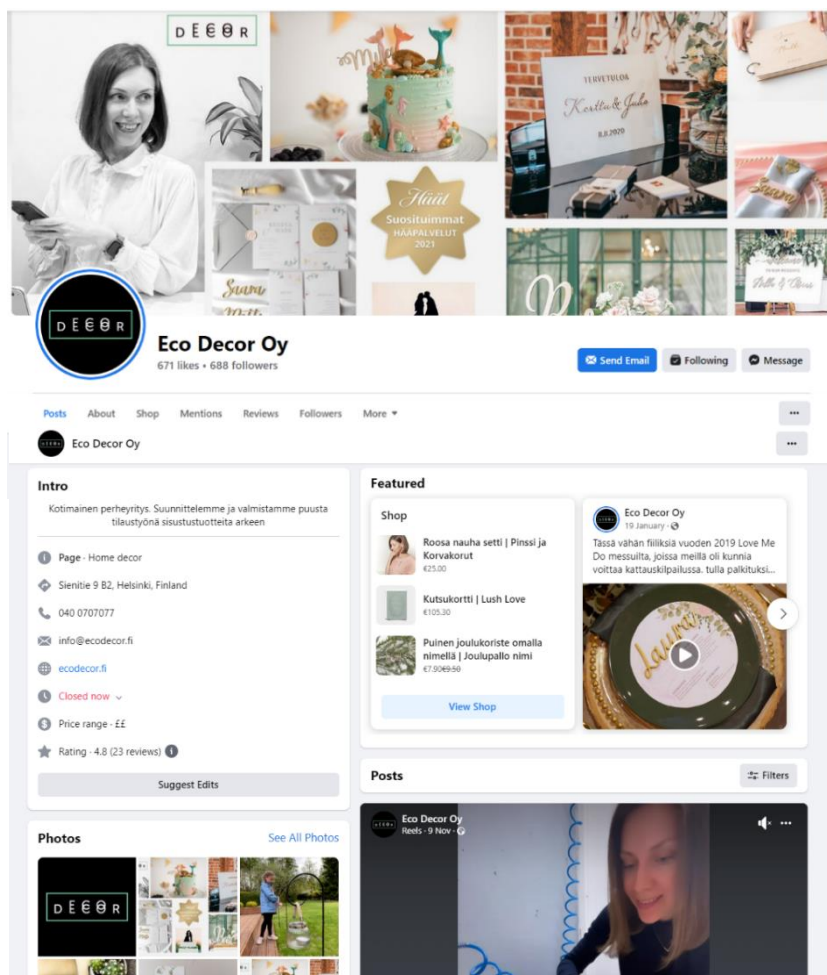 DECOR
Mila
TERVETULOA
Kerttu & Juho
8.8.2020
Häät
Suosituimmat
HÄÄPALVELUT
2021
Saara
Saara
DECOR
Eco Decor Oy
671 likes • 688 followers
Send Email
Following
Message
Posts
About
Shop
Mentions
Reviews
Followers
More
Eco Decor Oy
Intro
Kotimainen perheyritys. Suunnittelemme ja valmistamme puusta
tilaustyönä sisustustuotteita arkeen
Page · Home decor
Sienitie 9 B2, Helsinki, Finland
040 0707077
info@ecodecor.fi
ecodecor.fi
Closed now
Price range · ££
Rating · 4.8 (23 reviews)
Suggest Edits
Photos
See All Photos
DECOR
Featured
Shop
Roosa nauha setti | Pinssi ja
Korvakorut
€25.00
Kutsukortti | Lush Love
€105.30
Puinen joulukoriste omalla
nimellä | Joulupallo nimi
€7.90€9.50
View Shop
Eco Decor Oy
19 January ·
Tässä vähän fiiliksiä vuoden 2019 Love Me
Do messuilta, joissa meillä oli kunnia
voittaa kattauskilpailussa. tulla palkituksi...
Laura
Posts
Filters
Eco Decor Oy
Reels · 9 Nov ·